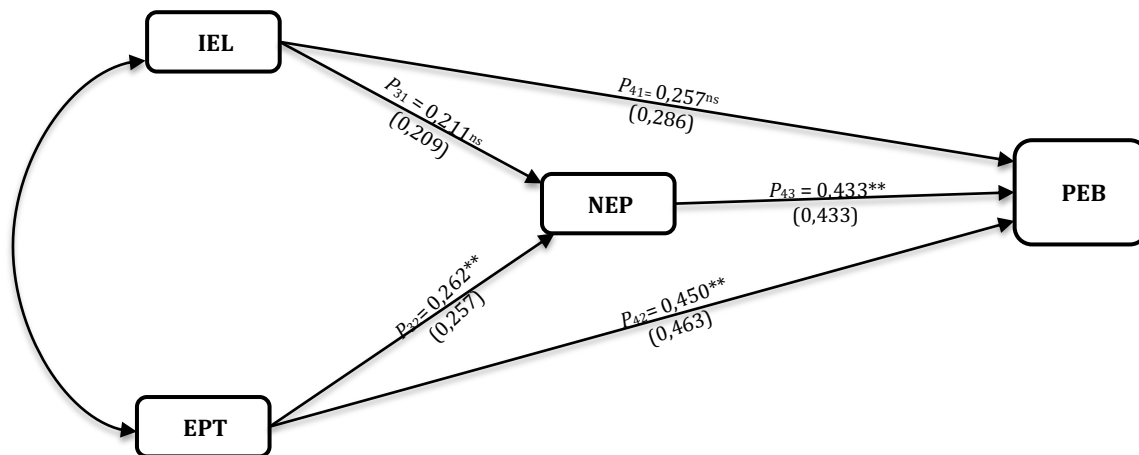 IEL
P₃₁ = 0,211ⁿˢ
(0,209)
P₄₁₌ 0,257ⁿˢ
(0,286)
NEP
P₄₃ = 0,433**
(0,433)
PEB
P₃₂= 0,262**
(0,257)
P₄₂= 0,450**
(0,463)
EPT